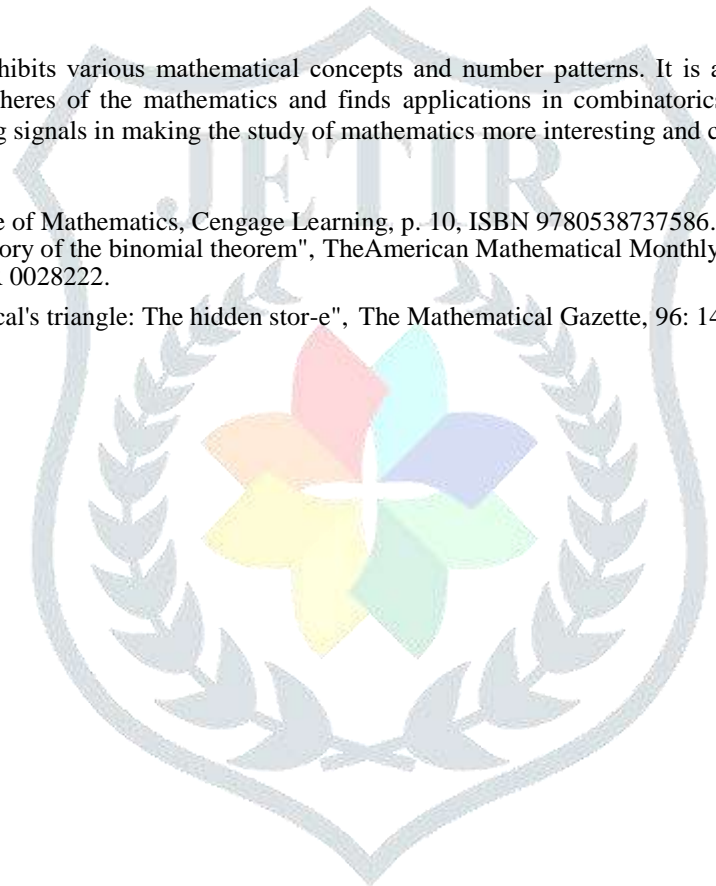 hibits various mathematical concepts and number patterns. It is a
heres of the mathematics and finds applications in combinatorics
g signals in making the study of mathematics more interesting and c
JETIR
e of Mathematics, Cengage Learning, p. 10, ISBN 9780538737586.
ory of the binomial theorem", TheAmerican Mathematical Monthly
0028222.
cal's triangle: The hidden stor-e", The Mathematical Gazette, 96: 14